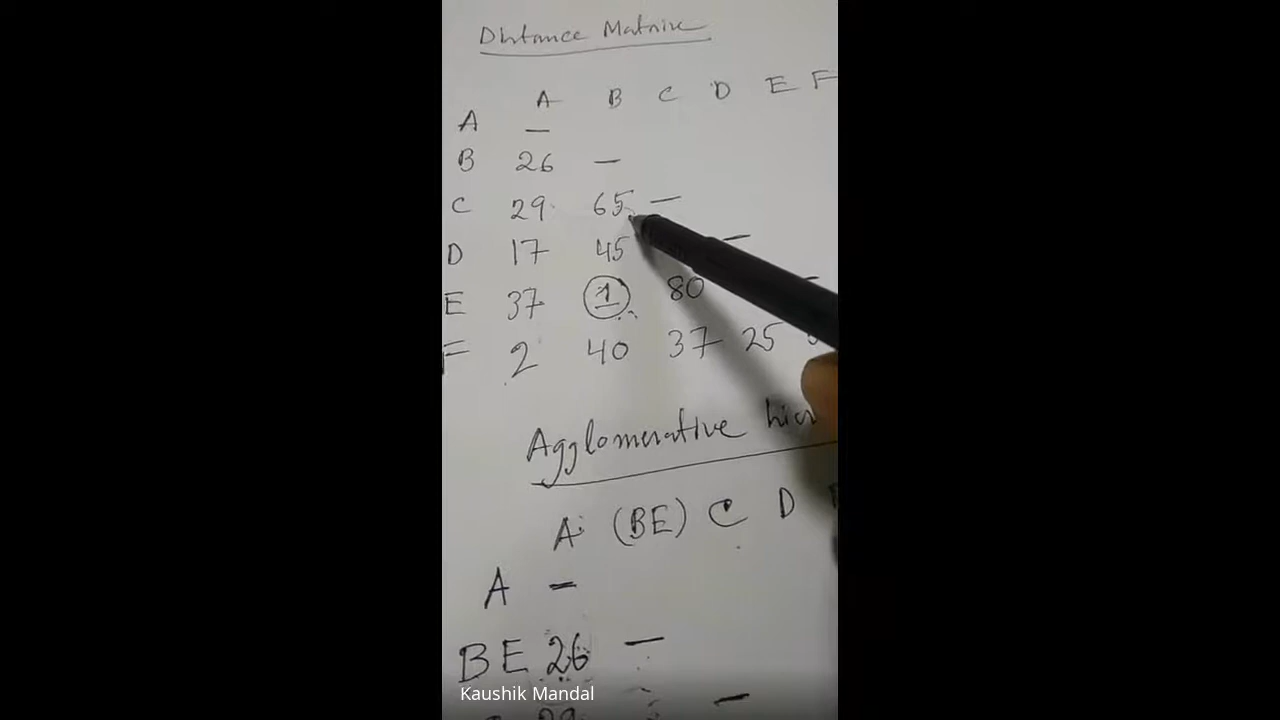 Distance Matrix
A B C D E F
A —
B 26 —
C 29 65 —
D 17 45 —
E 37 1 80
F 2 40 37 25
Agglomerative
A (BE) C D
A —
BE 26 —
29 —
Kaushik Mandal